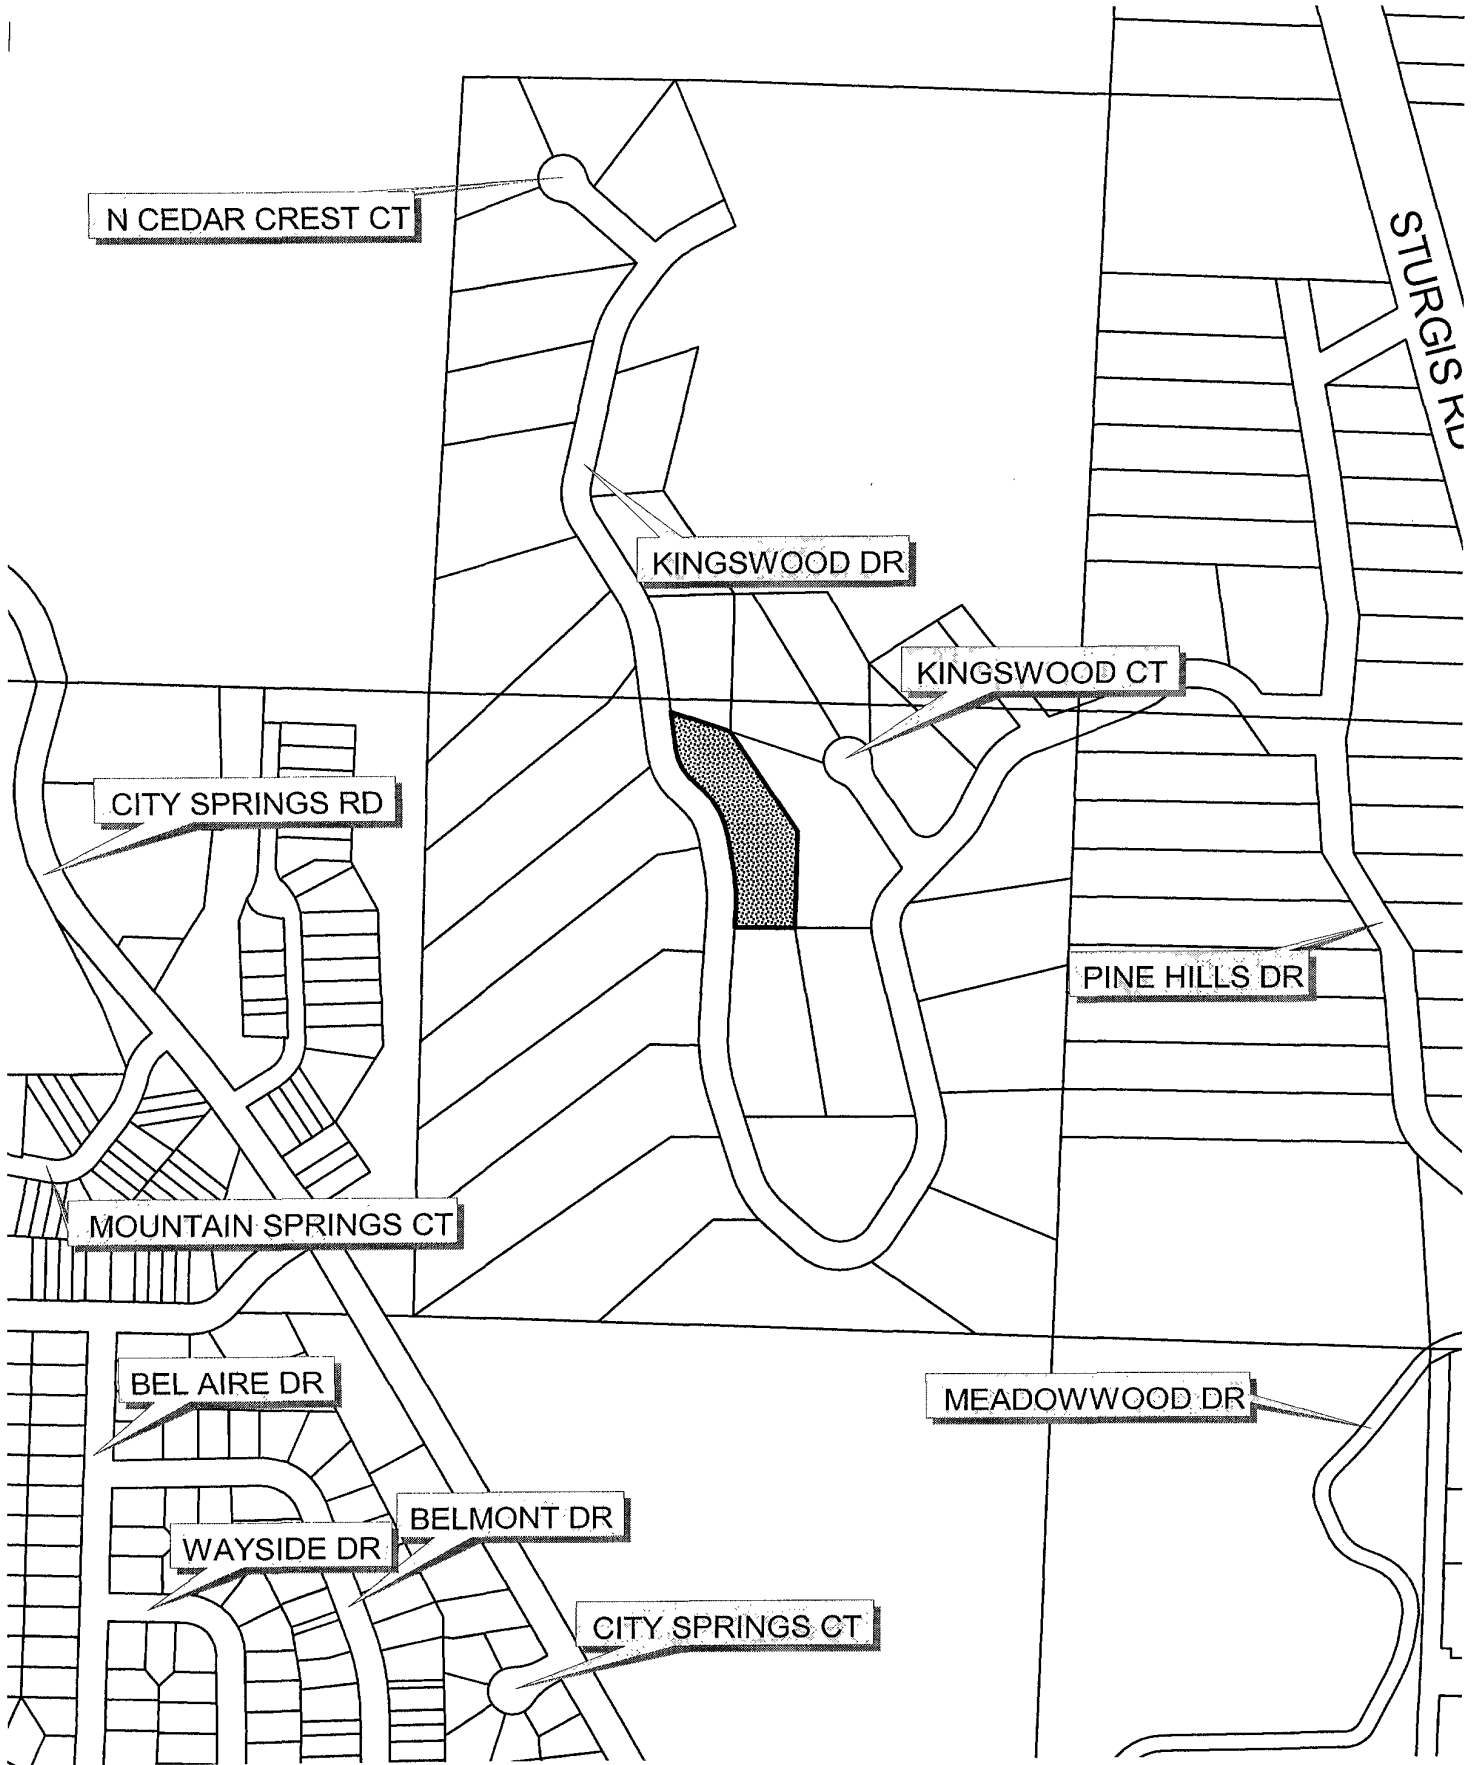 N CEDAR CREST CT
STURGIS RD
KINGSWOOD DR
KINGSWOOD CT
CITY SPRINGS RD
PINE HILLS DR
MOUNTAIN SPRINGS CT
BEL AIRE DR
MEADOWWOOD DR
BELMONT DR
WAYSIDE DR
CITY SPRINGS CT